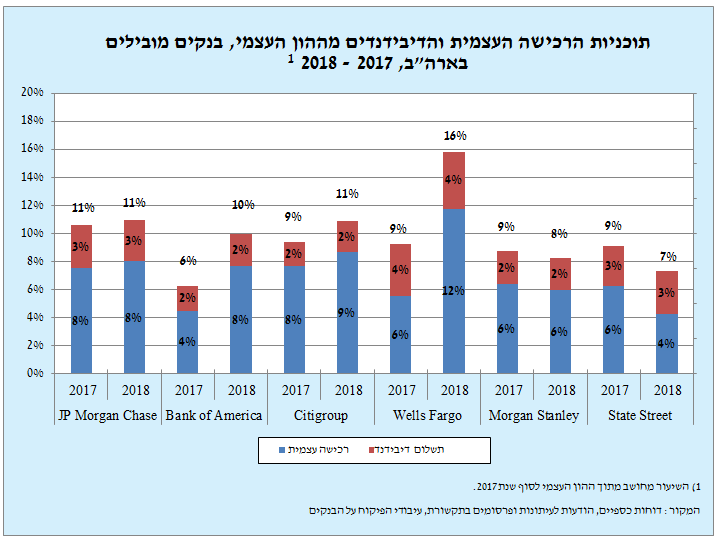 תוכניות הרכישה העצמית והדיבידנדים מההון העצמי, בנקים מובילים
בארה״ב, 2017 - 2018 1
20%
18%
16%
14%
12%
10%
8%
6%
4%
2%
0%
11% 11% 6% 10% 9% 11% 9% 16% 9% 8% 9% 7%
3% 3% 2% 2% 2% 2% 4% 4% 2% 2% 3% 3%
8% 8% 4% 8% 8% 9% 6% 12% 6% 6% 6% 4%
2017 2018 2017 2018 2017 2018 2017 2018 2017 2018 2017 2018
JP Morgan Chase Bank of America Citigroup Wells Fargo Morgan Stanley State Street
רכישה עצמית תשלום דיבידנד
1) השיעור מחושב מתוך ההון העצמי לסוף שנת 2017.
המקור : דוחות כספיים, הודעות לעיתונות ופרסומים בתקשורת, עיבודי הפיקוח על הבנקים